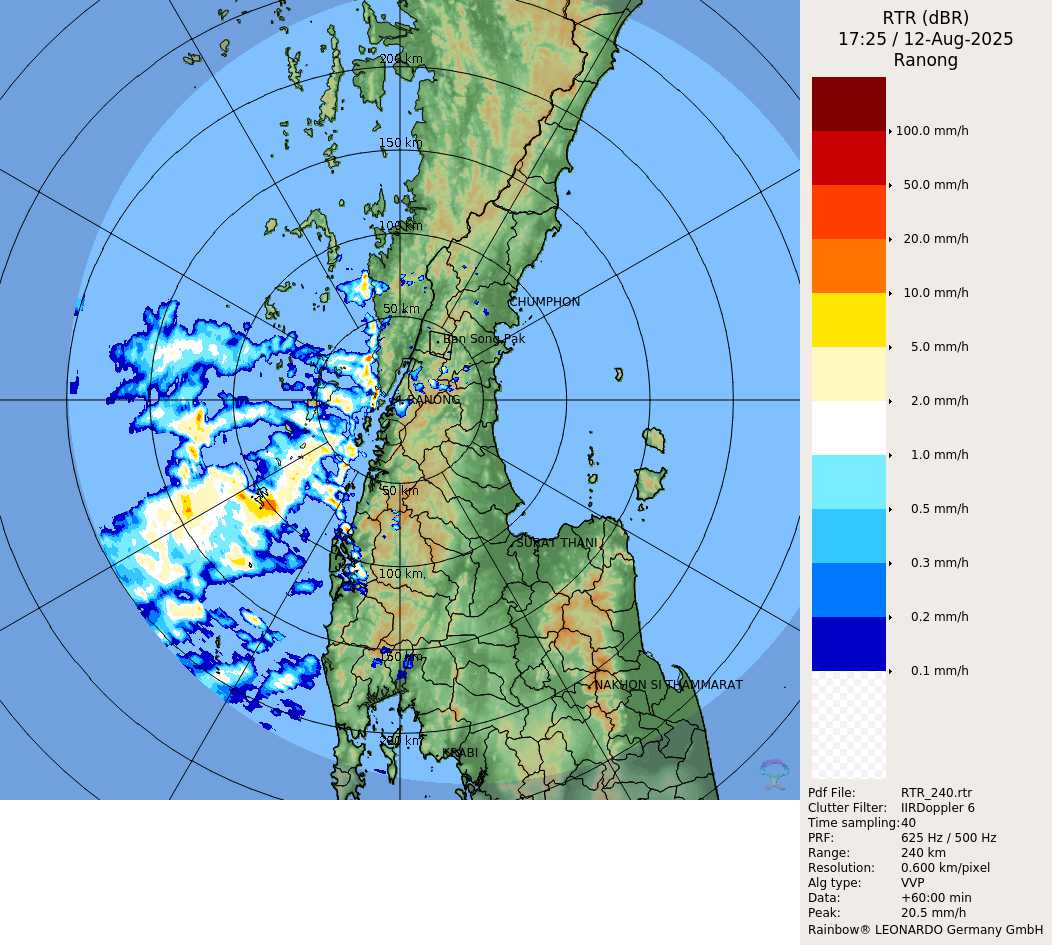 RTR (dBR)
17:25 / 12-Aug-2025
Ranong
200 km
150 km
100 km
50 km
CHUMPHON
Ban Song Pak
RANONG
50 km
SURAT THANI
100 km
150 km
NAKHON SI THAMMARAT
200 km
KRABI
100.0 mm/h
50.0 mm/h
20.0 mm/h
10.0 mm/h
5.0 mm/h
2.0 mm/h
1.0 mm/h
0.5 mm/h
0.3 mm/h
0.2 mm/h
0.1 mm/h
Pdf File: RTR_240.rtr
Clutter Filter: IIRDoppler 6
Time sampling: 40
PRF: 625 Hz / 500 Hz
Range: 240 km
Resolution: 0.600 km/pixel
Alg type: VVP
Data: +60:00 min
Peak: 20.5 mm/h
Rainbow® LEONARDO Germany GmbH